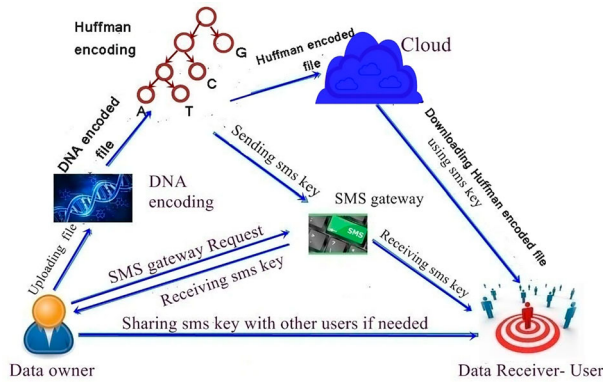 Huffman
encoding
G
C
A
T
Huffman encoded
file
Cloud
DNA encoded
file
Sending sms key
Downloading Huffman encoded file
using sms key
DNA
encoding
SMS gateway
SMS
Uploading file
SMS gateway Request
Receiving sms key
Receiving sms key
Sharing sms key with other users if needed
Data owner
Data Receiver- User